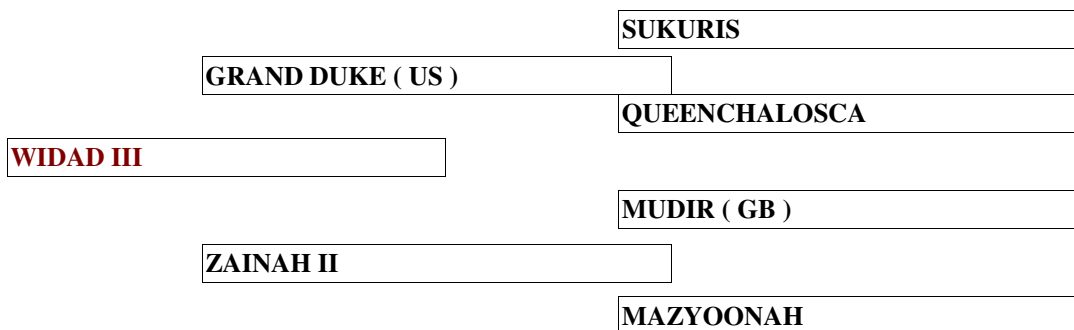 SUKURIS
GRAND DUKE ( US )
QUEENCHALOSCA
WIDAD III
MUDIR ( GB )
ZAINAH II
MAZYOONAH